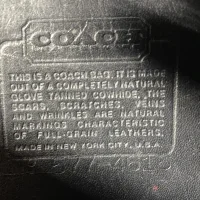 COACH
THIS IS A COACH BAG. IT IS MADE
OUT OF A COMPLETELY NATURAL
GLOVE TANNED COWHIDE, THE
SCARS, SCRATCHES, VEINS
AND WRINKLES ARE NATURAL
MARKINGS CHARACTERISTIC
OF FULL-GRAIN LEATHERS.
MADE IN NEW YORK CITY, U.S.A.